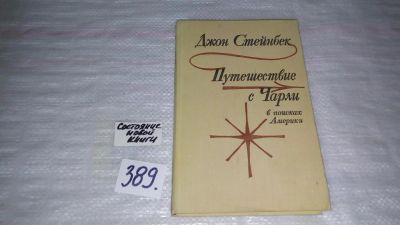 Джон Стейнбек
Путешествие
с Чарли
в поисках
Америки
Состояние
новой
книги
389.